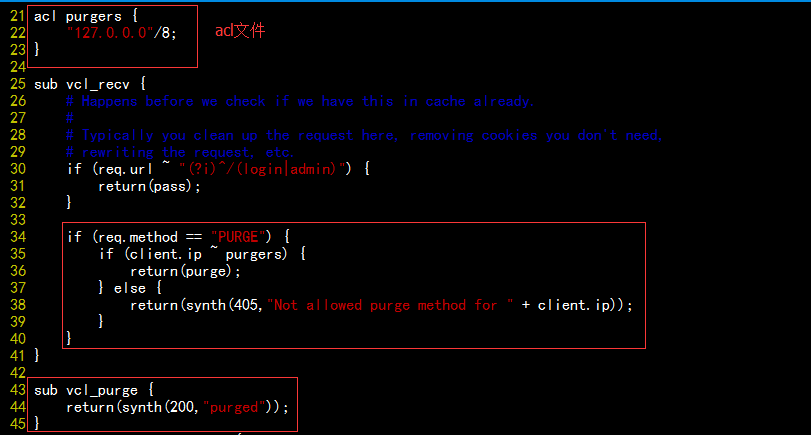 21 acl purgers {
22     "127.0.0.0"/8;
acl文件
23 }
24
25 sub vcl_recv {
26     # Happens before we check if we have this in cache already.
27     #
28     # Typically you clean up the request here, removing cookies you don't need,
29     # rewriting the request, etc.
30     if (req.url ~ "(?i)^/(login|admin)") {
31         return(pass);
32     }
33
34     if (req.method == "PURGE") {
35         if (client.ip ~ purgers) {
36             return(purge);
37         } else {
38             return(synth(405,"Not allowed purge method for " + client.ip));
39         }
40     }
41 }
42
43 sub vcl_purge {
44     return(synth(200,"purged"));
45 }